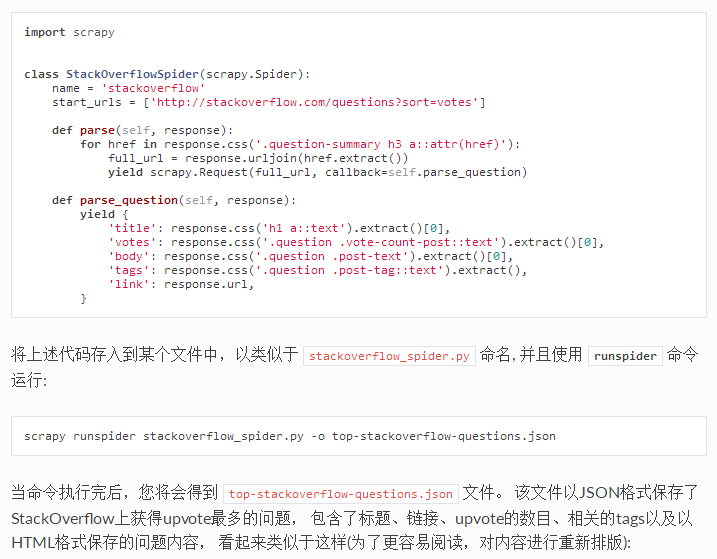 import scrapy
class StackOverflowSpider(scrapy.Spider):
    name = 'stackoverflow'
    start_urls = ['http://stackoverflow.com/questions?sort=votes']
    def parse(self, response):
        for href in response.css('.question-summary h3 a::attr(href)'):
            full_url = response.urljoin(href.extract())
            yield scrapy.Request(full_url, callback=self.parse_question)
    def parse_question(self, response):
        yield {
            'title': response.css('h1 a::text').extract()[0],
            'votes': response.css('.question .vote-count-post::text').extract()[0],
            'body': response.css('.question .post-text').extract()[0],
            'tags': response.css('.question .post-tag::text').extract(),
            'link': response.url,
        }
将上述代码存入到某个文件中，以类似于 stackoverflow_spider.py 命名, 并且使用 runspider 命令
运行:
scrapy runspider stackoverflow_spider.py -o top-stackoverflow-questions.json
当命令执行完后，您将会得到 top-stackoverflow-questions.json 文件。 该文件以JSON格式保存了
StackOverflow上获得upvote最多的问题， 包含了标题、链接、upvote的数目、相关的tags以及以
HTML格式保存的问题内容， 看起来类似于这样(为了更容易阅读，对内容进行重新排版):